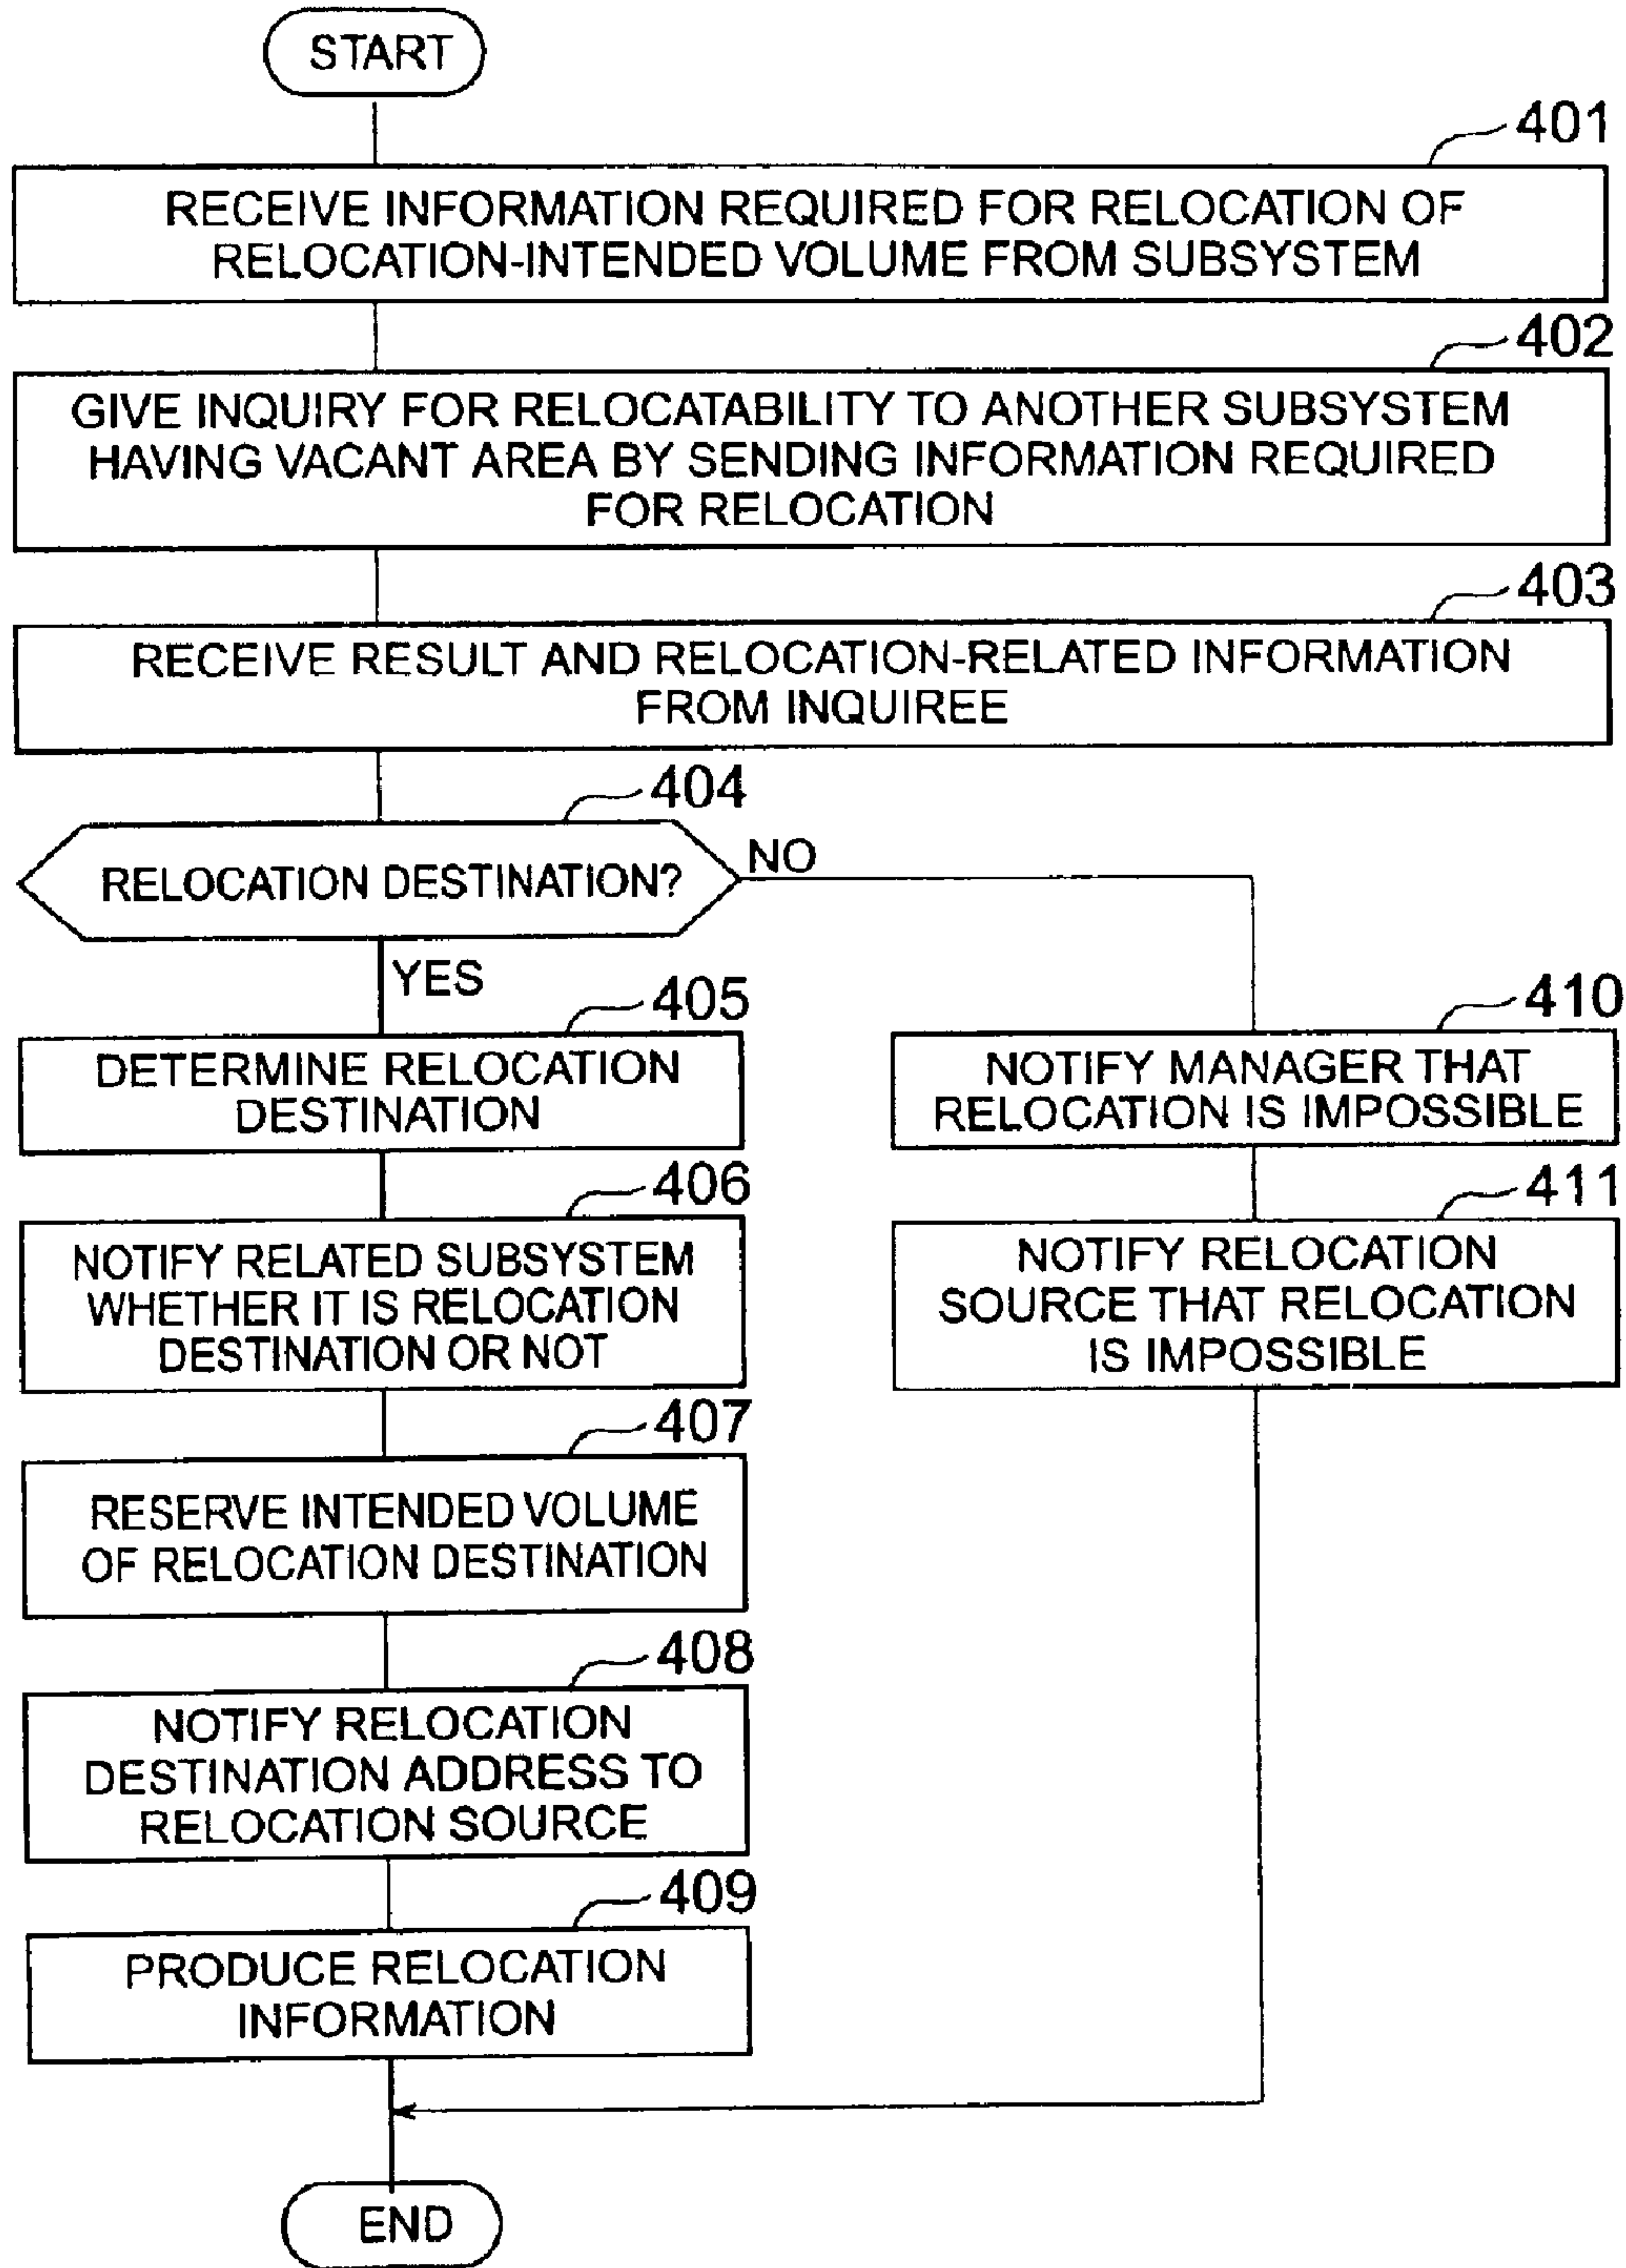 START
401
RECEIVE INFORMATION REQUIRED FOR RELOCATION OF
RELOCATION-INTENDED VOLUME FROM SUBSYSTEM
402
GIVE INQUIRY FOR RELOCATABILITY TO ANOTHER SUBSYSTEM
HAVING VACANT AREA BY SENDING INFORMATION REQUIRED
FOR RELOCATION
403
RECEIVE RESULT AND RELOCATION-RELATED INFORMATION
FROM INQUIREE
404
RELOCATION DESTINATION?
NO
YES
405
DETERMINE RELOCATION
DESTINATION
406
NOTIFY RELATED SUBSYSTEM
WHETHER IT IS RELOCATION
DESTINATION OR NOT
407
RESERVE INTENDED VOLUME
OF RELOCATION DESTINATION
408
NOTIFY RELOCATION
DESTINATION ADDRESS TO
RELOCATION SOURCE
409
PRODUCE RELOCATION
INFORMATION
410
NOTIFY MANAGER THAT
RELOCATION IS IMPOSSIBLE
411
NOTIFY RELOCATION
SOURCE THAT RELOCATION
IS IMPOSSIBLE
END